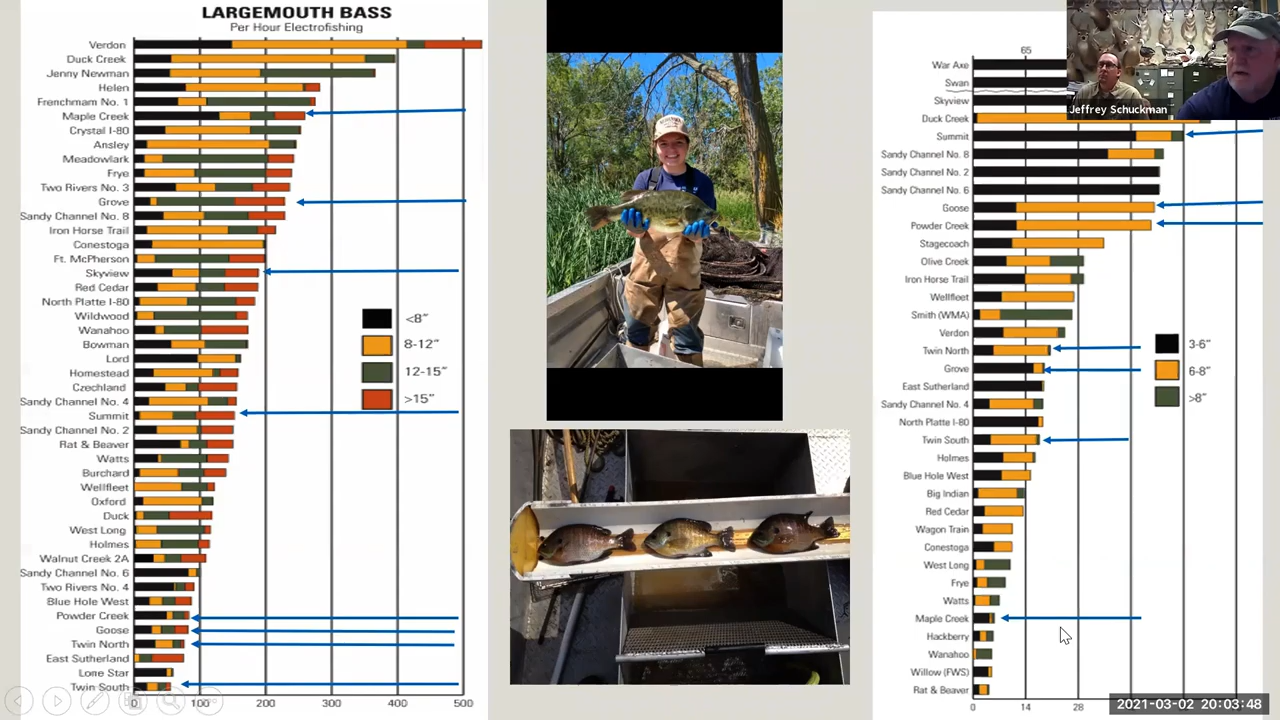 LARGEMOUTH BASS
Per Hour Electrofishing
Verdon
Duck Creek
Jenny Newman
Helen
Frenchmam No. 1
Maple Creek
Crystal I-80
Ansley
Meadowlark
Frye
Two Rivers No. 3
Grove
Sandy Channel No. 8
Iron Horse Trail
Conestoga
Ft. McPherson
Skyview
Red Cedar
North Platte I-80
Wildwood
Wanahoo
Bowman
Lord
Homestead
Czechland
Sandy Channel No. 4
Summit
Sandy Channel No. 2
Rat & Beaver
Watts
Burchard
Wellfleet
Oxford
Duck
West Long
Holmes
Walnut Creek 2A
Sandy Channel No. 6
Two Rivers No. 4
Blue Hole West
Powder Creek
Goose
Twin North
East Sutherland
Lone Star
Twin South
0 100 200 300 400 500
<8"
8-12"
12-15"
>15"
65
War Axe
Swan
Skyview
Duck Creek
Summit
Sandy Channel No. 8
Sandy Channel No. 2
Sandy Channel No. 6
Goose
Powder Creek
Stagecoach
Olive Creek
Iron Horse Trail
Wellfleet
Smith (WMA)
Verdon
Twin North
Grove
East Sutherland
Sandy Channel No. 4
North Platte I-80
Twin South
Holmes
Blue Hole West
Big Indian
Red Cedar
Wagon Train
Conestoga
West Long
Frye
Watts
Maple Creek
Hackberry
Wanahoo
Willow (FWS)
Rat & Beaver
0 14 28
3-6"
6-8"
>8"
Jeffrey Schuckman
2021-03-02 20:03:48